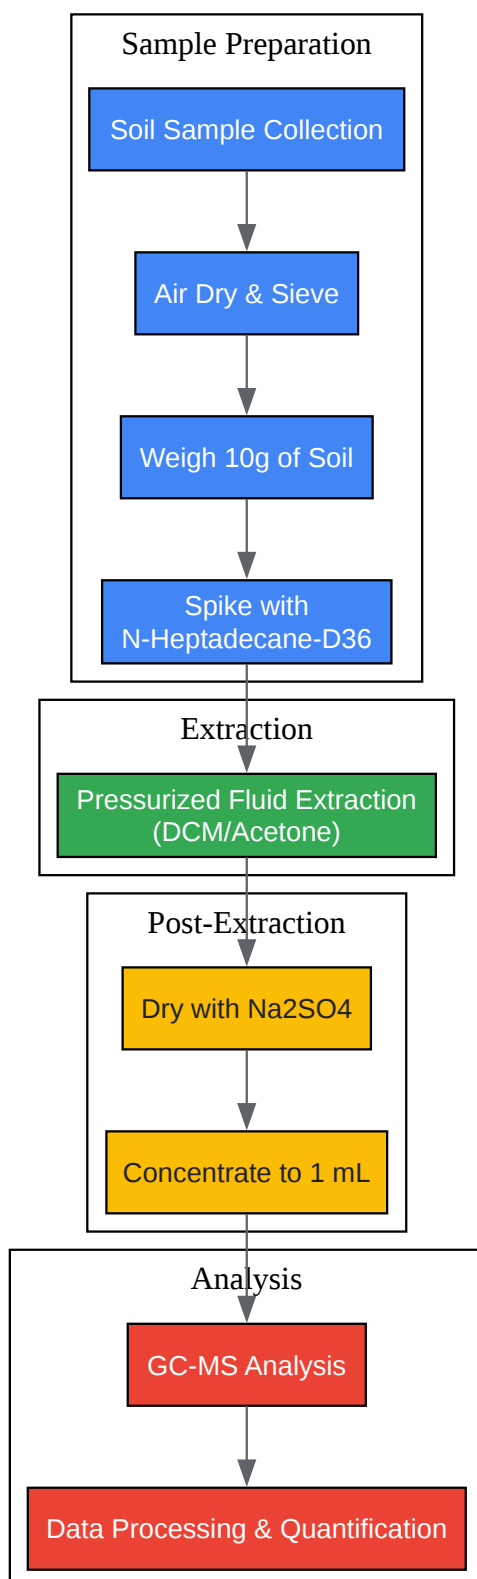 Sample Preparation
Soil Sample Collection
Air Dry & Sieve
Weigh 10g of Soil
Spike with
N-Heptadecane-D36
Extraction
Pressurized Fluid Extraction
(DCM/Acetone)
Post-Extraction
Dry with Na2SO4
Concentrate to 1 mL
Analysis
GC-MS Analysis
Data Processing & Quantification